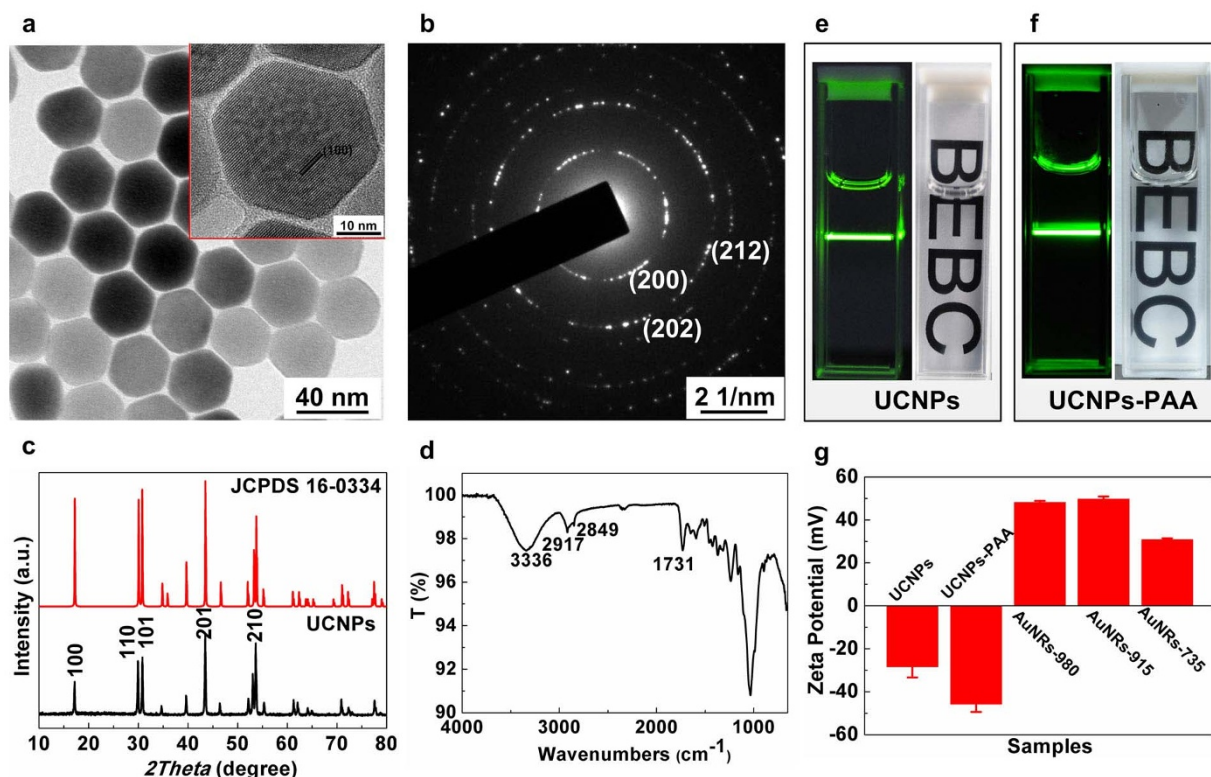 a
(100)
10 nm
40 nm
b
(212)
(200)
(202)
2 1/nm
e
BEBC
UCNPs
f
BEBC
UCNPs-PAA
c
JCPDS 16-0334
UCNPs
100
110
101
201
210
Intensity (a.u.)
10 20 30 40 50 60 70 80
2Theta (degree)
d
100
98
96
94
92
90
T (%)
3336
2917
2849
1731
4000 3000 2000 1000
Wavenumbers (cm-1)
g
60
40
20
0
-20
-40
-60
Zeta Potential (mV)
UCNPs
UCNPs-PAA
AuNRs-980
AuNRs-915
AuNRs-735
Samples